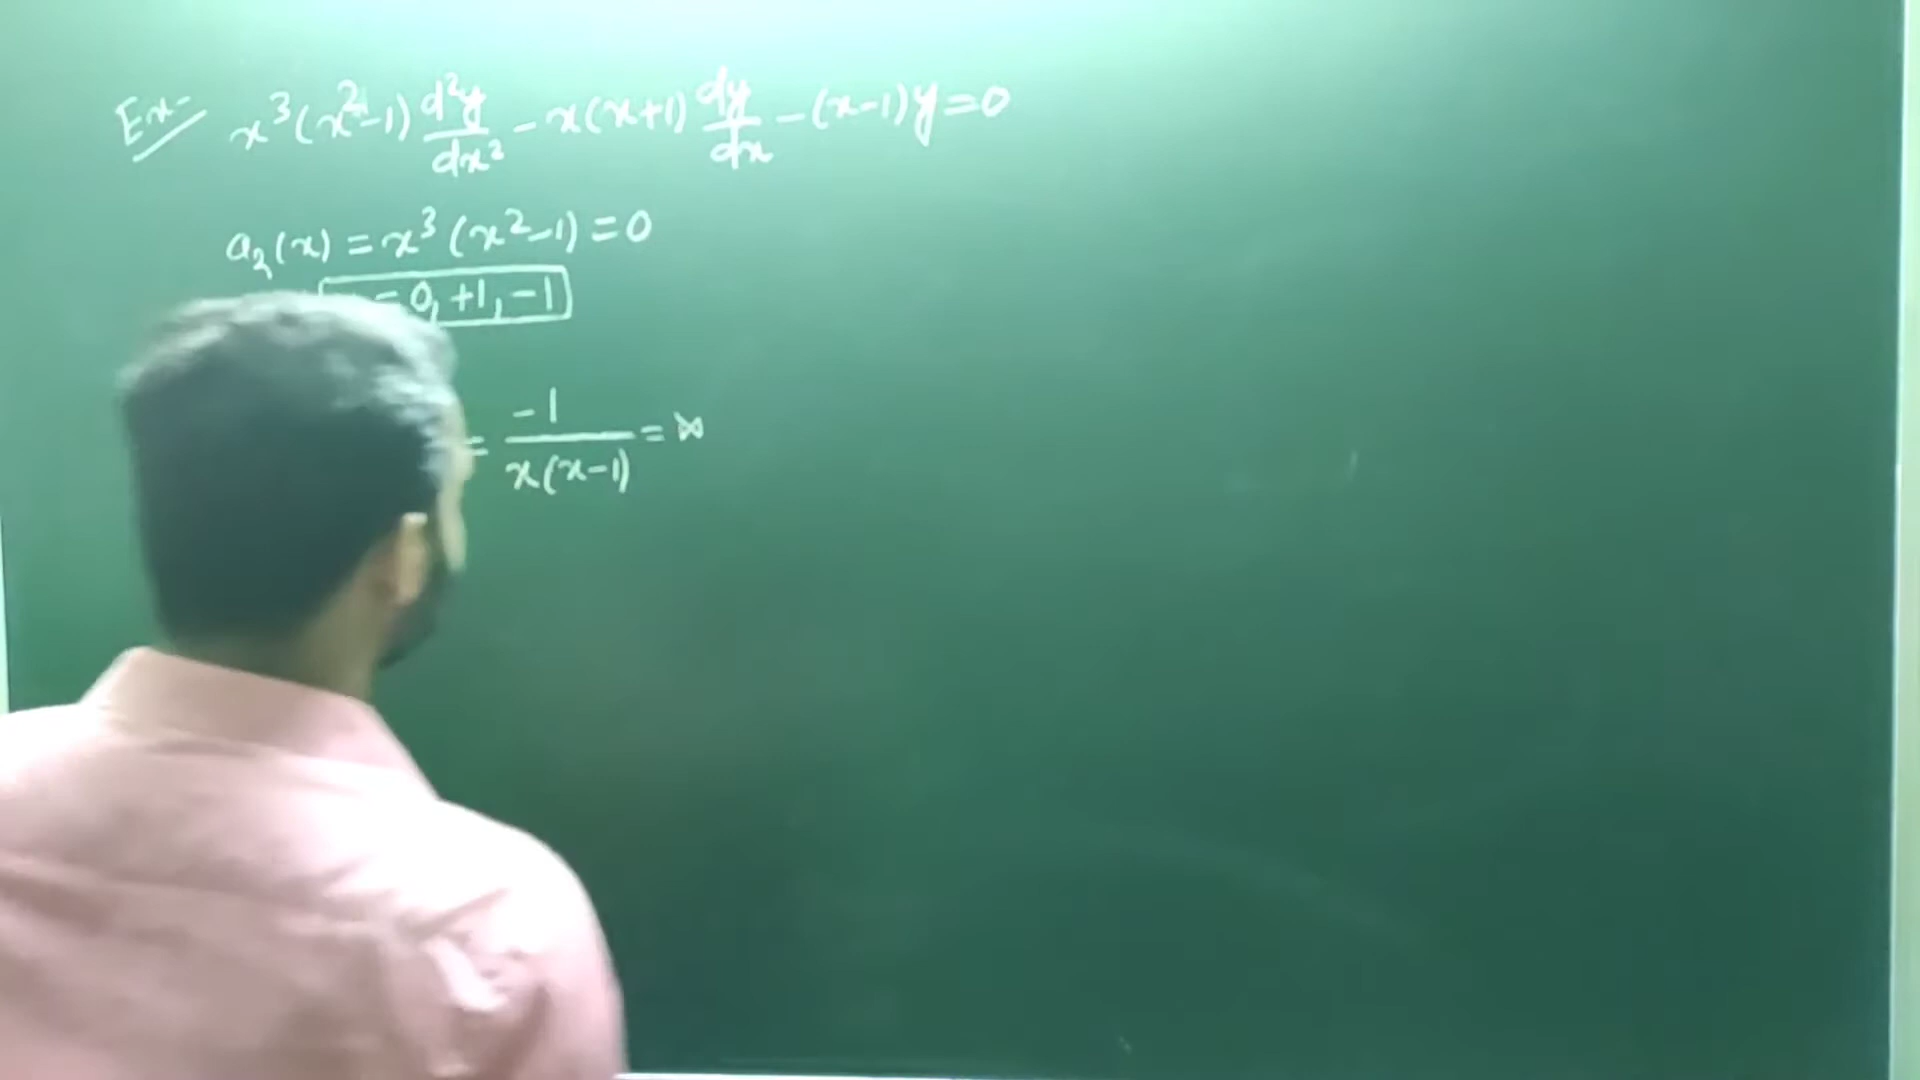 Ex- x³(x²-1) d²y/dx² - x(x+1) dy/dx - (x-1)y = 0
a₂(x) = x³(x²-1) = 0
= 0, +1, -1
= -1/x(x-1) = ∞